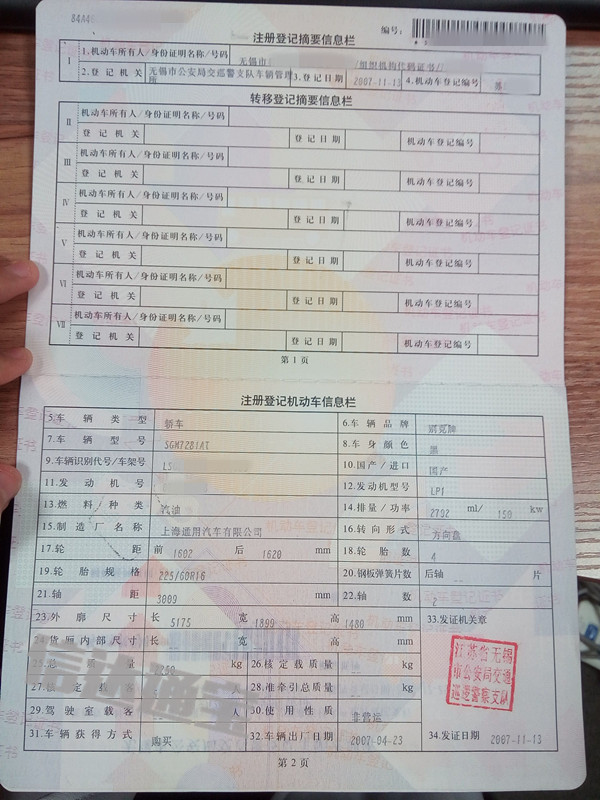 注册登记摘要信息栏
编号:
Ⅰ
1.机动车所有人/身份证明名称/号码 无锡市 /组织机构代码证书/
2.登记机关 无锡市公安局交巡警支队车辆管理所 3.登记日期 2007-11-13 4.机动车登记编号
转移登记摘要信息栏
Ⅱ
机动车所有人/身份证明名称/号码
登记机关 登记日期 机动车登记编号
Ⅲ
机动车所有人/身份证明名称/号码
登记机关 登记日期 机动车登记编号
Ⅳ
机动车所有人/身份证明名称/号码
登记机关 登记日期 机动车登记编号
Ⅴ
机动车所有人/身份证明名称/号码
登记机关 登记日期 机动车登记编号
Ⅵ
机动车所有人/身份证明名称/号码
登记机关 登记日期 机动车登记编号
Ⅶ
机动车所有人/身份证明名称/号码
登记机关 登记日期 机动车登记编号
第1页
注册登记机动车信息栏
5.车辆类型 轿车 6.车辆品牌 别克牌
7.车辆型号 SGM7281AT 8.车身颜色 黑
9.车辆识别代号/车架号 LS 10.国产/进口 国产
11.发动机号 12.发动机型号 LP1
13.燃料种类 汽油 14.排量/功率 2792 ml/ 150 kw
15.制造厂名称 上海通用汽车有限公司 16.转向形式 方向盘
17.轮距 前 1602 后 1620 mm 18.轮胎数 4
19.轮胎规格 225/60R16 20.钢板弹簧片数 后轴 片
21.轴距 3009 mm 22.轴数 2
23.外廓尺寸 长 5175 宽 1899 高 1480 mm 33.发证机关章
24.货厢内部尺寸 长 宽 高 mm
25.总质量 kg 26.核定载质量 kg
27.核定载客 人 28.准牵引总质量 kg
29.驾驶室载客 人 30.使用性质 非营运
江苏省无锡
市公安局交通
巡逻警察支队
31.车辆获得方式 购买 32.车辆出厂日期 2007-04-23 34.发证日期 2007-11-13
第2页